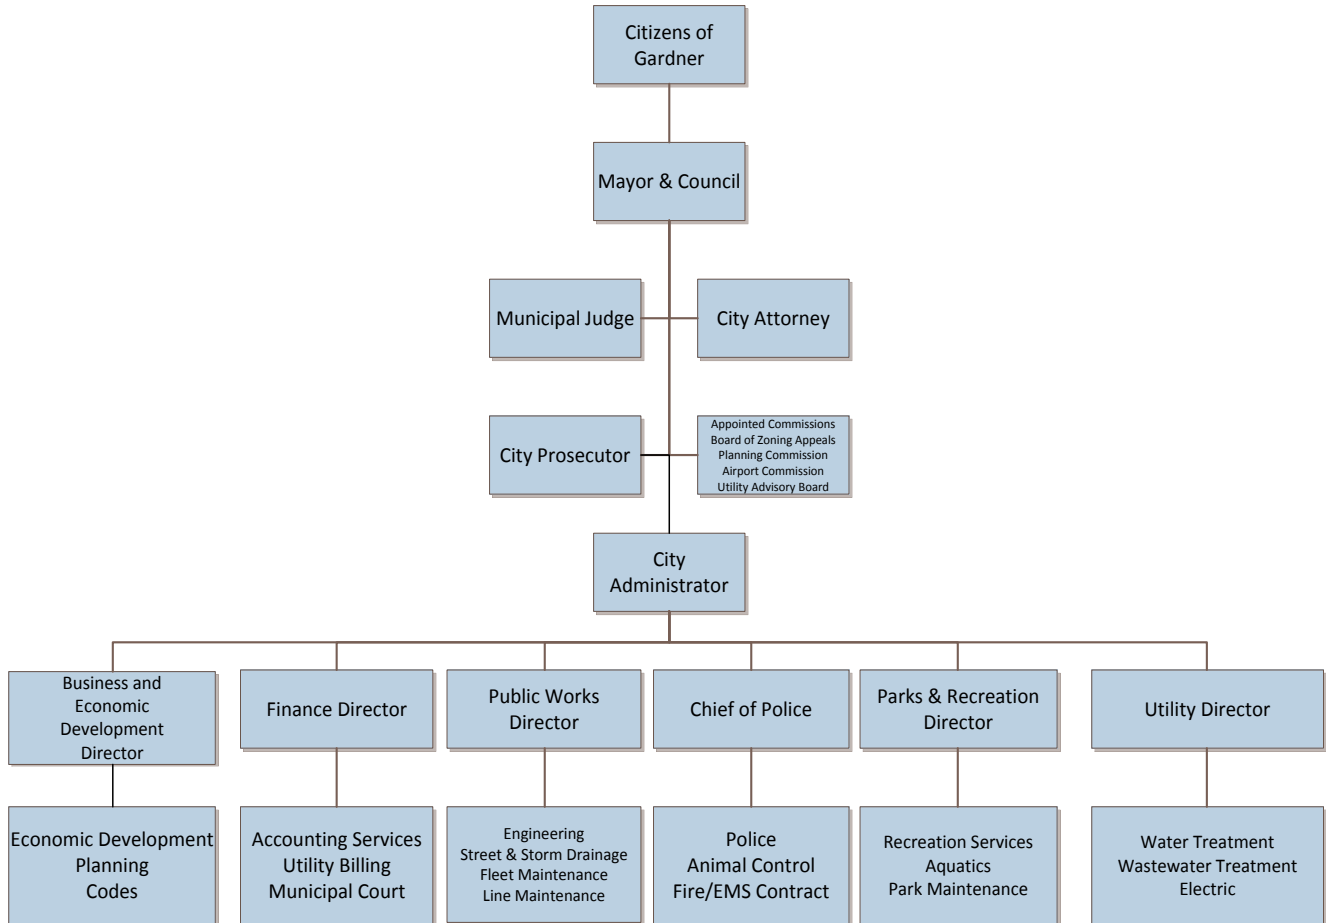 Citizens of
Gardner
Mayor & Council
Municipal Judge
City Attorney
City Prosecutor
Appointed Commissions
Board of Zoning Appeals
Planning Commission
Airport Commission
Utility Advisory Board
City
Administrator
Business and
Economic
Development
Director
Finance Director
Public Works
Director
Chief of Police
Parks & Recreation
Director
Utility Director
Economic Development
Planning
Codes
Accounting Services
Utility Billing
Municipal Court
Engineering
Street & Storm Drainage
Fleet Maintenance
Line Maintenance
Police
Animal Control
Fire/EMS Contract
Recreation Services
Aquatics
Park Maintenance
Water Treatment
Wastewater Treatment
Electric